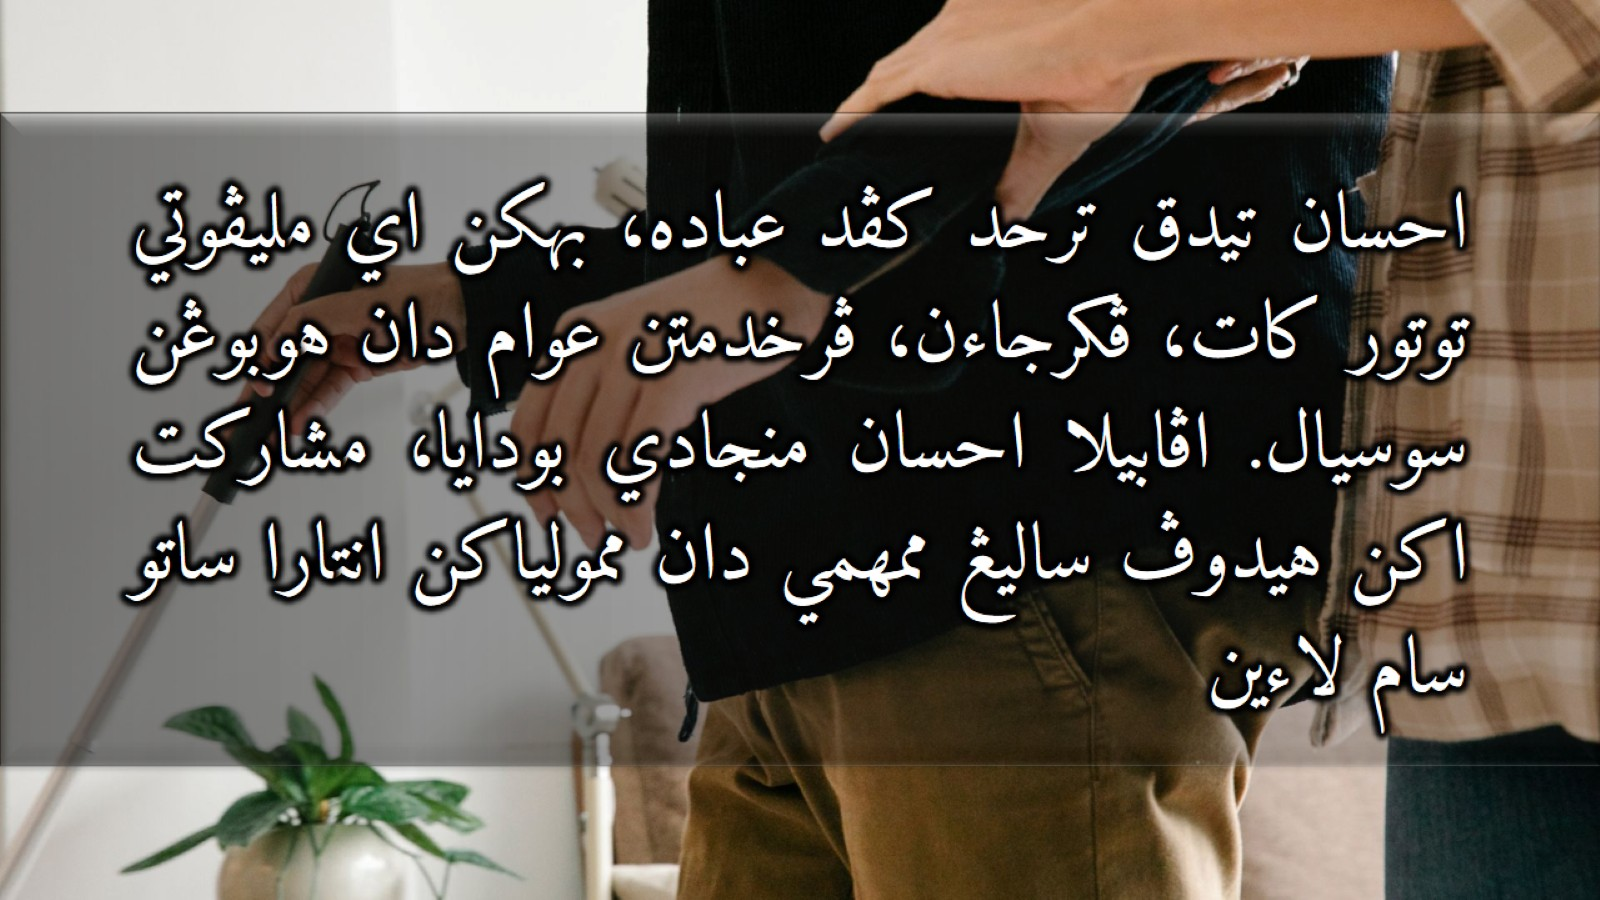 احسان تيدق ترحد کڤد عباده، بهکن اي مليڤوتي
توتور کات، ڤکرجاءن، ڤرخدمتن عوام دان هوبوڠن
سوسيال. اڤابيلا احسان منجادي بودايا، مشارکت
اکن هيدوڤ ساليڠ ممهمي دان ممولياکن انتارا ساتو
سام لاءين